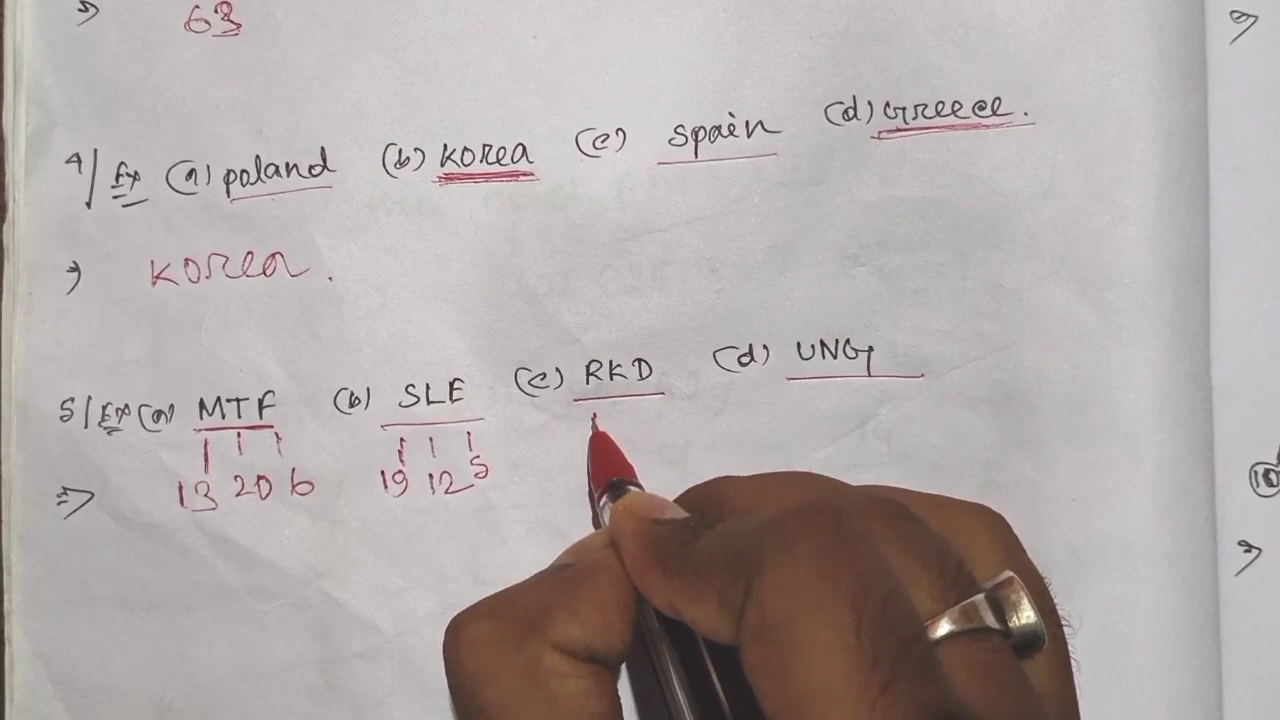 63
4/ Ex (a) poland (b) Korea (c) Spain (d) Greece.
Korea.
5/ Ex (a) MTF (b) SLE (c) RKD (d) UNG
⇒ 13 20 6 19 12 5
10